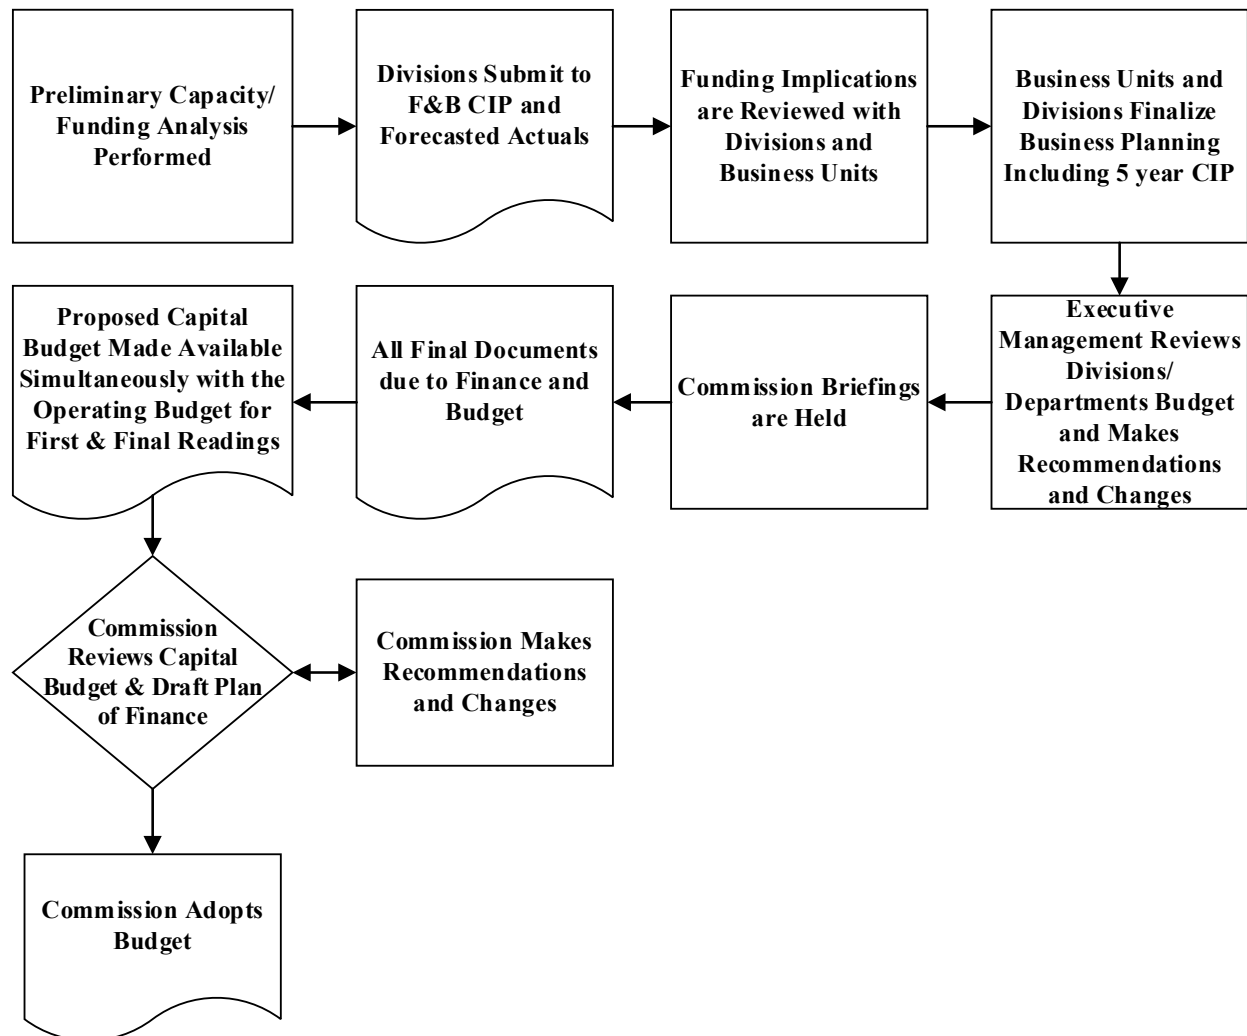 Preliminary Capacity/
Funding Analysis
Performed
Divisions Submit to
F&B CIP and
Forecasted Actuals
Funding Implications
are Reviewed with
Divisions and
Business Units
Business Units and
Divisions Finalize
Business Planning
Including 5 year CIP
Executive
Management Reviews
Divisions/
Departments Budget
and Makes
Recommendations
and Changes
Commission Briefings
are Held
All Final Documents
due to Finance and
Budget
Proposed Capital
Budget Made Available
Simultaneously with the
Operating Budget for
First & Final Readings
Commission
Reviews Capital
Budget & Draft Plan
of Finance
Commission Makes
Recommendations
and Changes
Commission Adopts
Budget